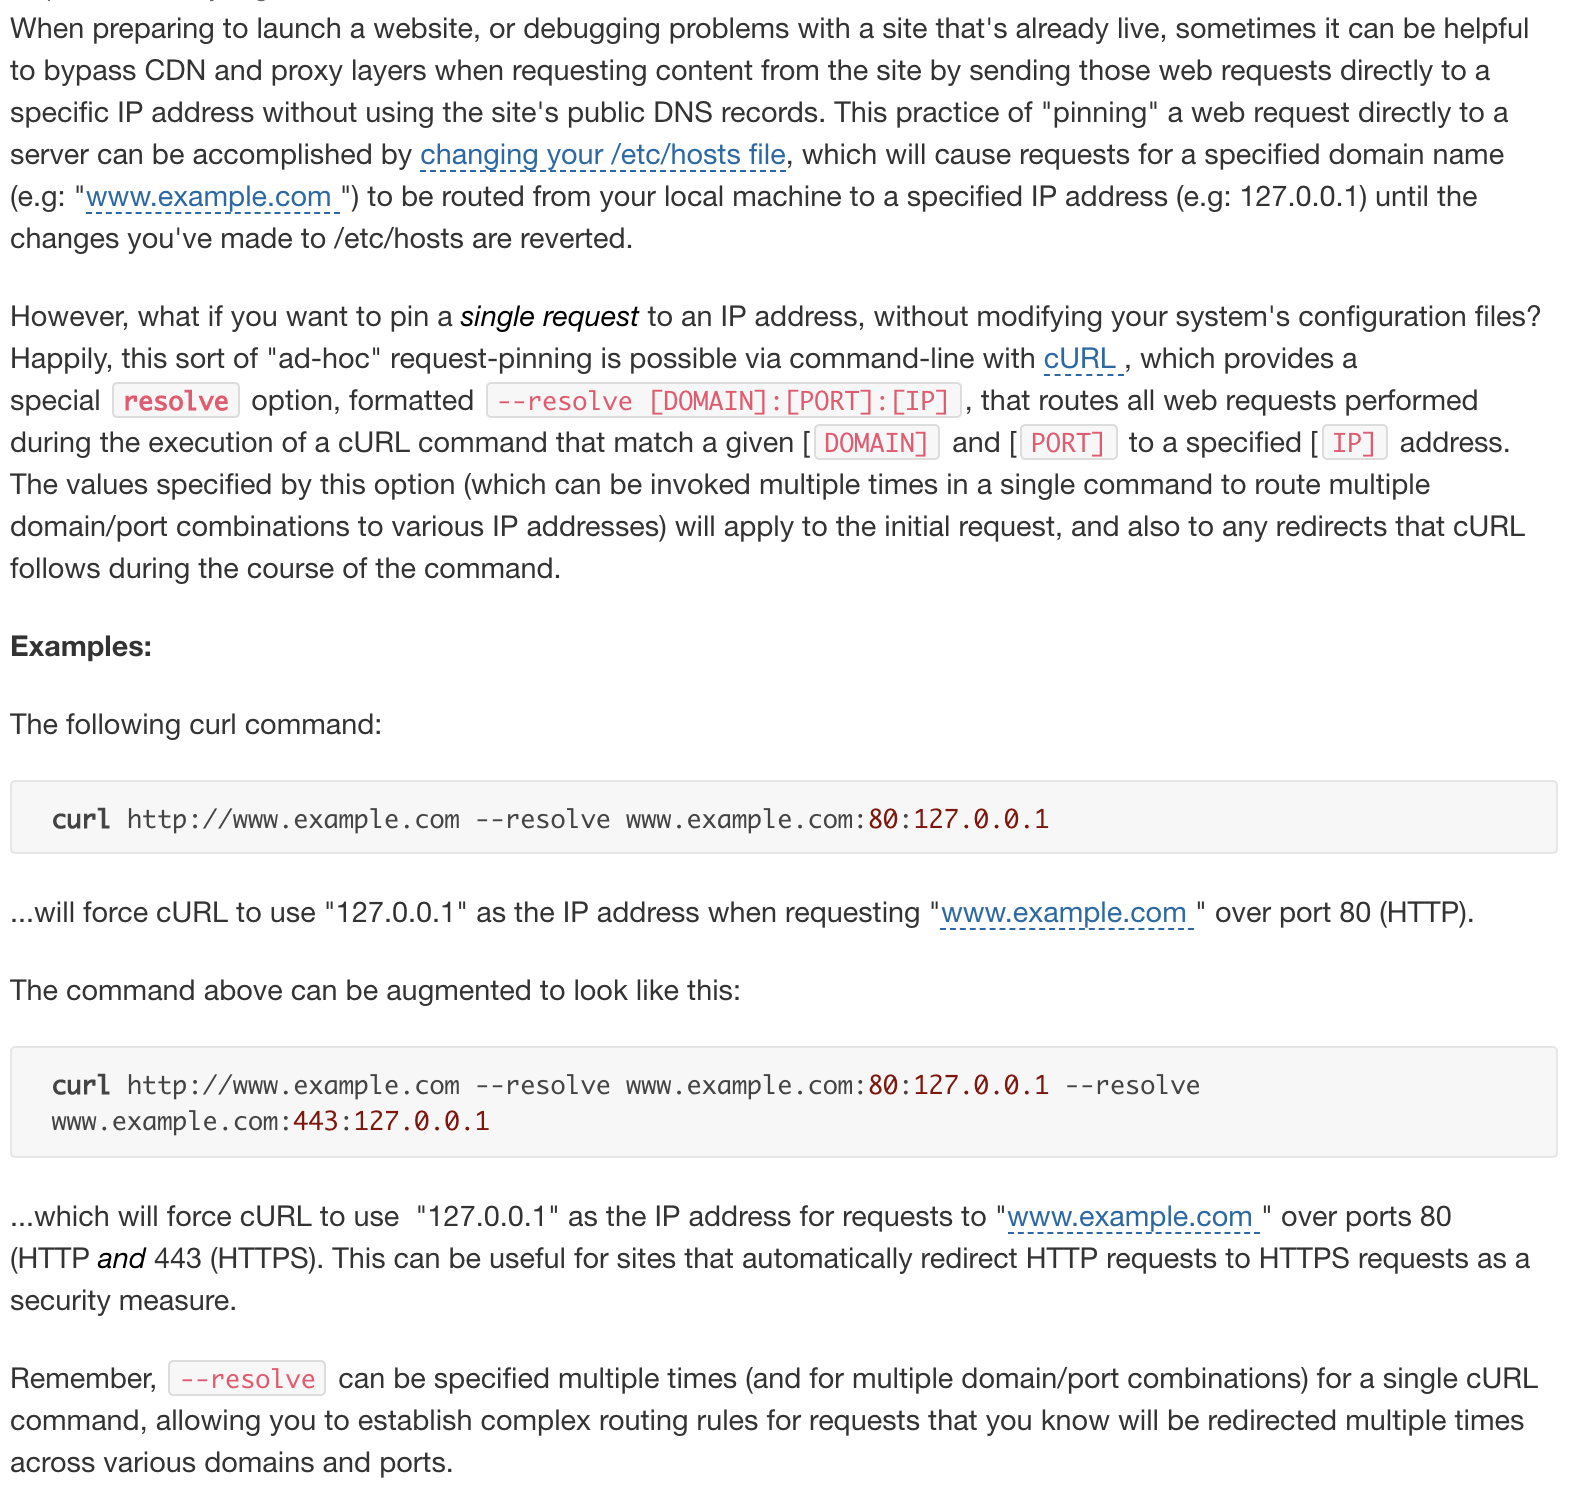 When preparing to launch a website, or debugging problems with a site that's already live, sometimes it can be helpful
to bypass CDN and proxy layers when requesting content from the site by sending those web requests directly to a
specific IP address without using the site's public DNS records. This practice of "pinning" a web request directly to a
server can be accomplished by changing your /etc/hosts file, which will cause requests for a specified domain name
(e.g: "www.example.com ") to be routed from your local machine to a specified IP address (e.g: 127.0.0.1) until the
changes you've made to /etc/hosts are reverted.
However, what if you want to pin a single request to an IP address, without modifying your system's configuration files?
Happily, this sort of "ad-hoc" request-pinning is possible via command-line with cURL , which provides a
special resolve option, formatted --resolve [DOMAIN]:[PORT]:[IP] , that routes all web requests performed
during the execution of a cURL command that match a given [ DOMAIN] and [ PORT] to a specified [ IP] address.
The values specified by this option (which can be invoked multiple times in a single command to route multiple
domain/port combinations to various IP addresses) will apply to the initial request, and also to any redirects that cURL
follows during the course of the command.
Examples:
The following curl command:
curl http://www.example.com --resolve www.example.com:80:127.0.0.1
...will force cURL to use "127.0.0.1" as the IP address when requesting "www.example.com " over port 80 (HTTP).
The command above can be augmented to look like this:
curl http://www.example.com --resolve www.example.com:80:127.0.0.1 --resolve
www.example.com:443:127.0.0.1
...which will force cURL to use  "127.0.0.1" as the IP address for requests to "www.example.com " over ports 80
(HTTP and 443 (HTTPS). This can be useful for sites that automatically redirect HTTP requests to HTTPS requests as a
security measure.
Remember, --resolve can be specified multiple times (and for multiple domain/port combinations) for a single cURL
command, allowing you to establish complex routing rules for requests that you know will be redirected multiple times
across various domains and ports.